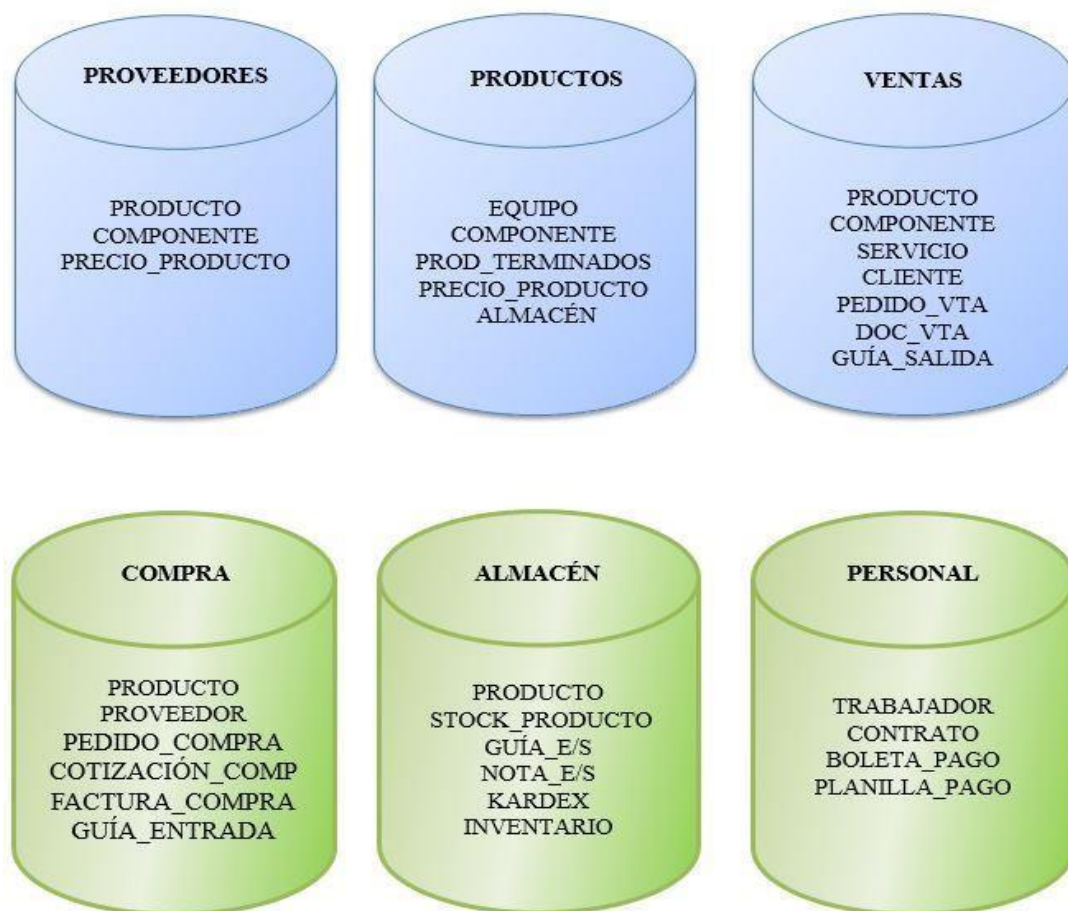 PROVEEDORES
PRODUCTO
COMPONENTE
PRECIO_PRODUCTO
PRODUCTOS
EQUIPO
COMPONENTE
PROD_TERMINADOS
PRECIO_PRODUCTO
ALMACÉN
VENTAS
PRODUCTO
COMPONENTE
SERVICIO
CLIENTE
PEDIDO_VTA
DOC_VTA
GUÍA_SALIDA
COMPRA
PRODUCTO
PROVEEDOR
PEDIDO_COMPRA
COTIZACIÓN_COMP
FACTURA_COMPRA
GUÍA_ENTRADA
ALMACÉN
PRODUCTO
STOCK_PRODUCTO
GUÍA_E/S
NOTA_E/S
KARDEX
INVENTARIO
PERSONAL
TRABAJADOR
CONTRATO
BOLETA_PAGO
PLANILLA_PAGO